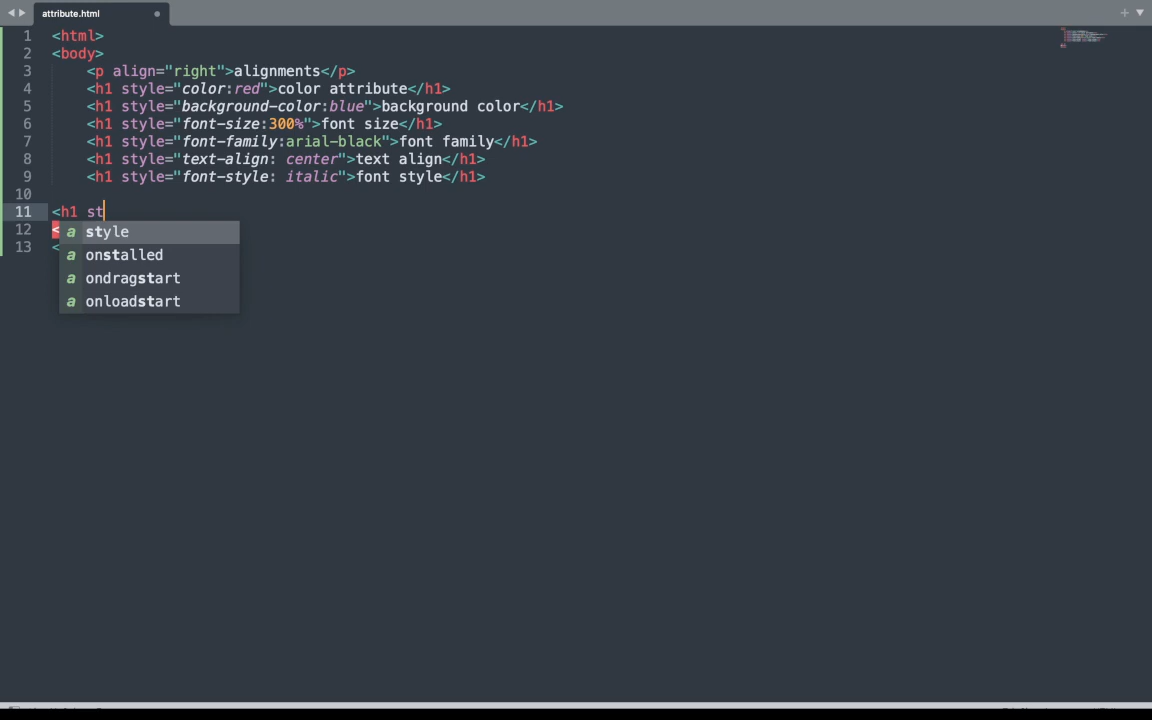 attribute.html
1 <html>
2 <body>
3 <p align="right">alignments</p>
4 <h1 style="color:red">color attribute</h1>
5 <h1 style="background-color:blue">background color</h1>
6 <h1 style="font-size:300%">font size</h1>
7 <h1 style="font-family:arial-black">font family</h1>
8 <h1 style="text-align: center">text align</h1>
9 <h1 style="font-style: italic">font style</h1>
10
11 <h1 st
12 <
a style
13 <
a onstalled
a ondragstart
a onloadstart